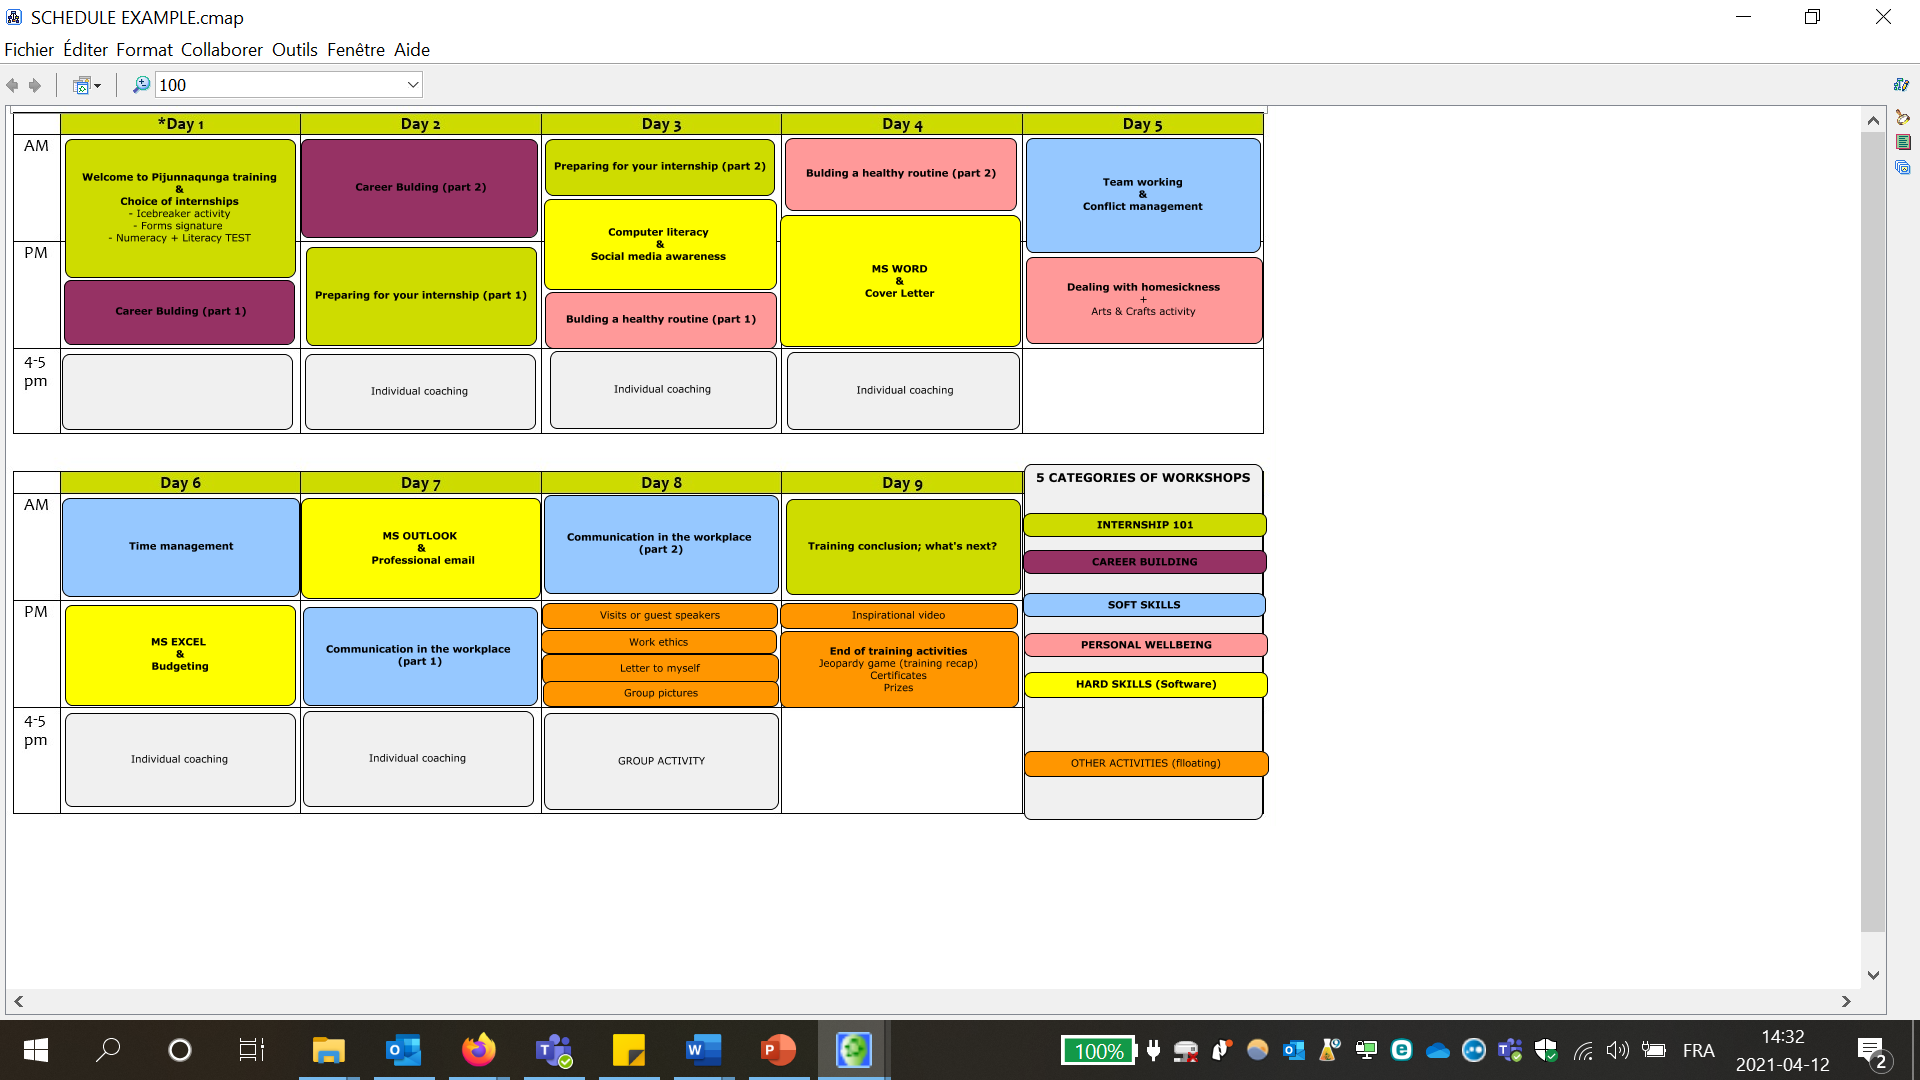 SCHEDULE EXAMPLE.cmap
Fichier Éditer Format Collaborer Outils Fenêtre Aide
100
*Day 1 Day 2 Day 3 Day 4 Day 5
AM
Welcome to Pijunnaqunga training
&
Choice of internships
- Icebreaker activity
- Forms signature
- Numeracy + Literacy TEST
Career Bulding (part 2)
Preparing for your internship (part 2)
Bulding a healthy routine (part 2)
Team working
&
Conflict management
Computer literacy
&
Social media awareness
PM
Career Bulding (part 1)
Preparing for your internship (part 1)
Bulding a healthy routine (part 1)
MS WORD
&
Cover Letter
Dealing with homesickness
+
Arts & Crafts activity
4-5
pm
Individual coaching
Individual coaching
Individual coaching
Day 6 Day 7 Day 8 Day 9
AM
Time management
MS OUTLOOK
&
Professional email
Communication in the workplace
(part 2)
Training conclusion; what's next?
PM
MS EXCEL
&
Budgeting
Communication in the workplace
(part 1)
Visits or guest speakers
Work ethics
Letter to myself
Group pictures
Inspirational video
End of training activities
Jeopardy game (training recap)
Certificates
Prizes
4-5
pm
Individual coaching
Individual coaching
GROUP ACTIVITY
5 CATEGORIES OF WORKSHOPS
INTERNSHIP 101
CAREER BUILDING
SOFT SKILLS
PERSONAL WELLBEING
HARD SKILLS (Software)
OTHER ACTIVITIES (flloating)
100%
FRA
14:32
2021-04-12
2